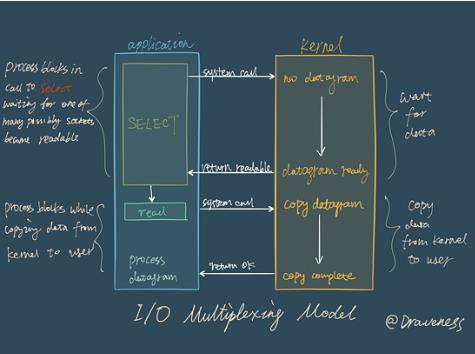 application
kernel
process blocks in
call to select
waiting for one of
many possibly sockets
become readable
system call
no datagram
SELECT
wait
for
data
return readable
datagram ready
process blocks while
copying data from
kernel to user
read
system call
copy datagram
copy
data
from kernel to
user
process
datagram
return OK
copy complete
I/O Multiplexing Model
@Draveness